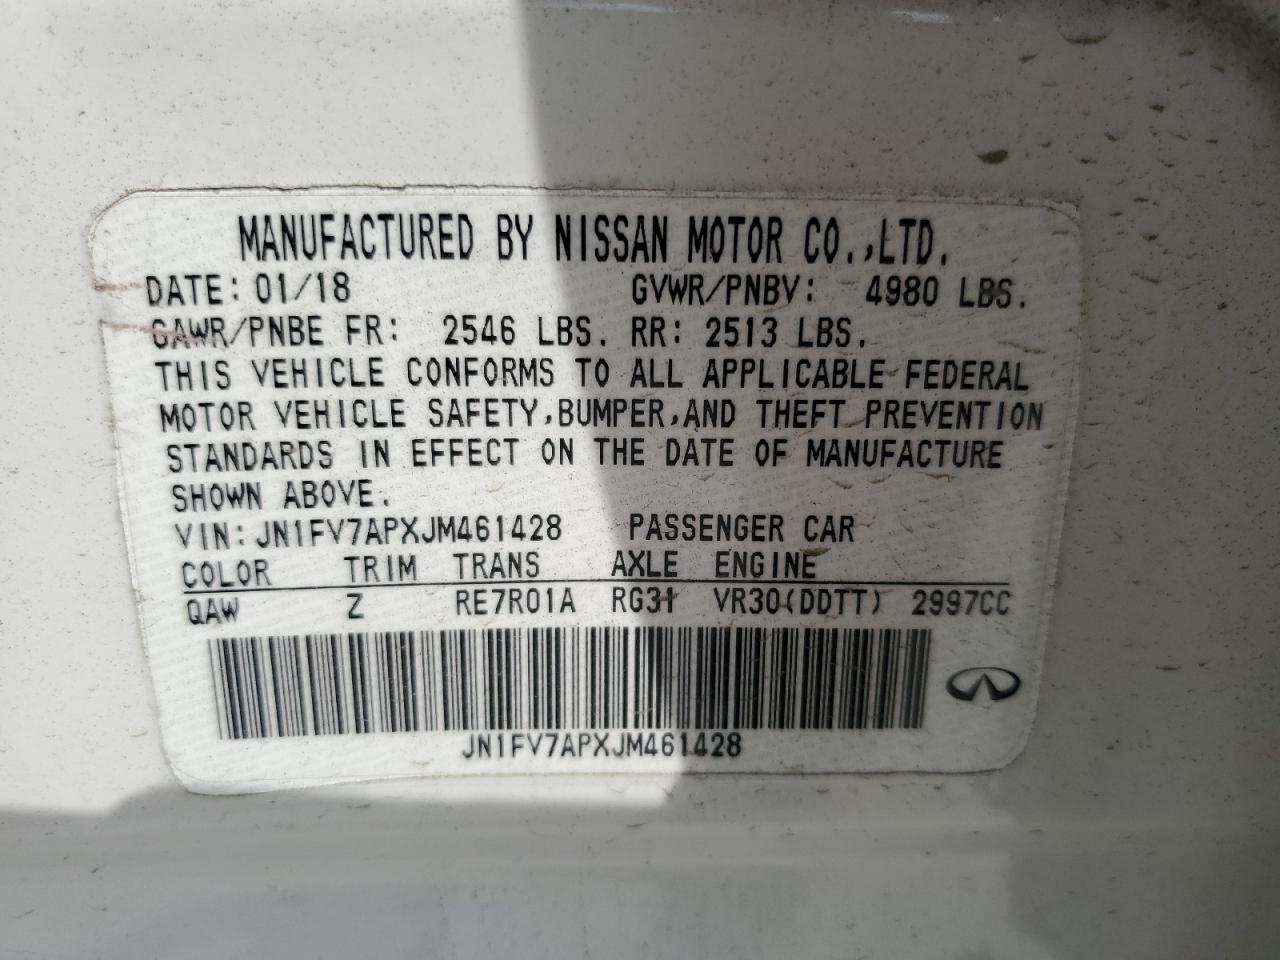 MANUFACTURED BY NISSAN MOTOR CO.,LTD.
DATE: 01/18 GVWR/PNBV: 4980 LBS.
GAWR/PNBE FR: 2546 LBS. RR: 2513 LBS.
THIS VEHICLE CONFORMS TO ALL APPLICABLE FEDERAL
MOTOR VEHICLE SAFETY,BUMPER,AND THEFT PREVENTION
STANDARDS IN EFFECT ON THE DATE OF MANUFACTURE
SHOWN ABOVE.
VIN:JN1FV7APXJM461428 PASSENGER CAR
COLOR TRIM TRANS AXLE ENGINE
QAW Z RE7R01A RG31 VR30(DDTT) 2997CC
JN1FV7APXJM461428